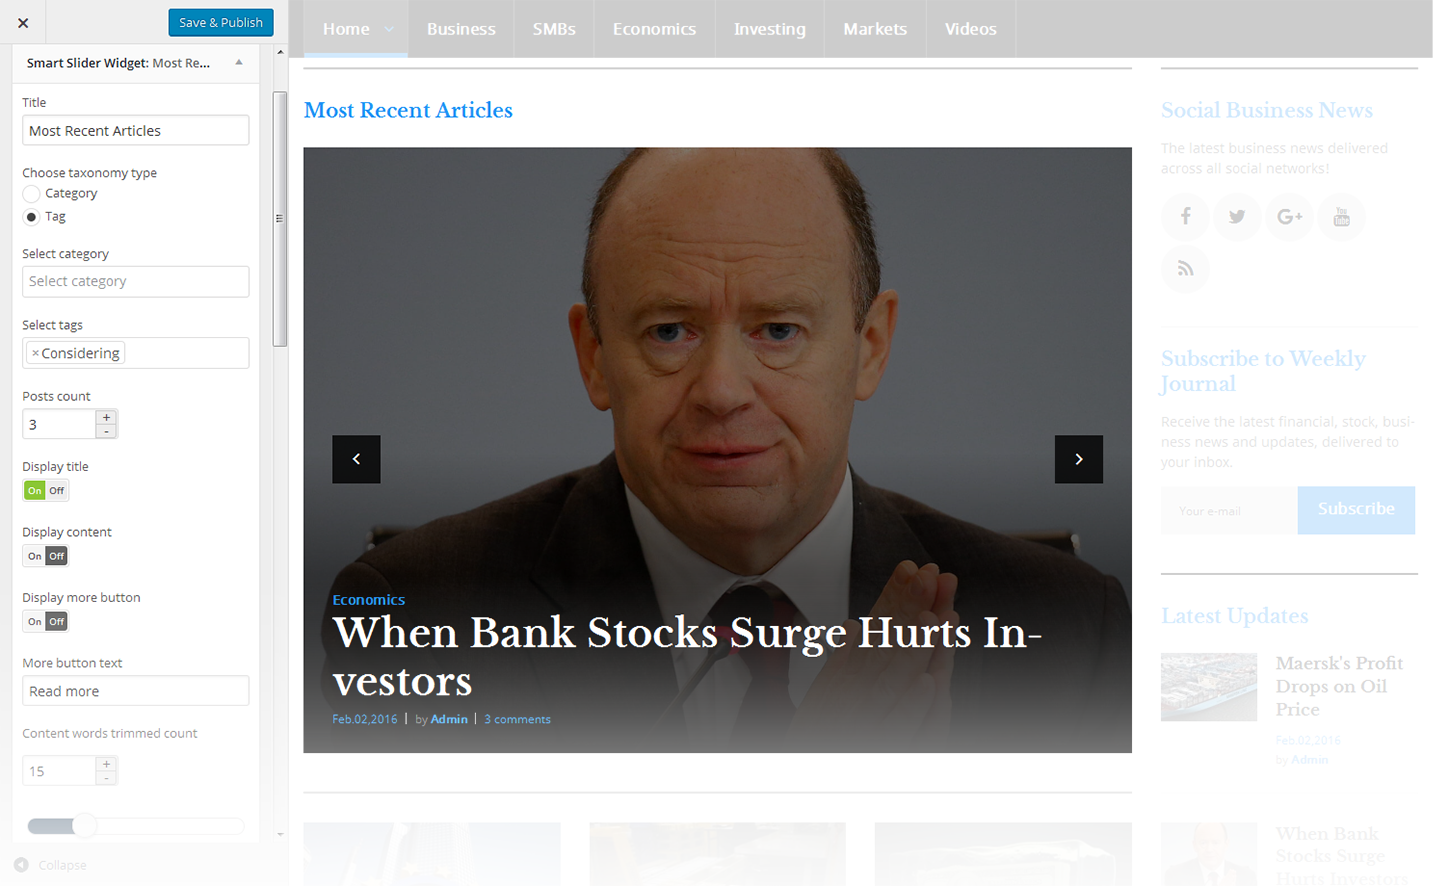 Save & Publish
Smart Slider Widget: Most Re...
Title
Most Recent Articles
Choose taxonomy type
Category
Tag
Select category
Select category
Select tags
×Considering
Posts count
3
+
-
Display title
On Off
Display content
On Off
Display more button
On Off
More button text
Read more
Content words trimmed count
15
+
-
Collapse
Home
Business
SMBs
Economics
Investing
Markets
Videos
Most Recent Articles
Economics
When Bank Stocks Surge Hurts In-
vestors
Feb.02,2016 | by Admin | 3 comments
Social Business News
The latest business news delivered
across all social networks!
You
Tube
Subscribe to Weekly
Journal
Receive the latest financial, stock, busi-
ness news and updates, delivered to
your inbox.
Your e-mail
Subscribe
Latest Updates
Maersk's Profit
Drops on Oil
Price
Feb.02,2016
by Admin
When Bank
Stocks Surge
Hurts Investors